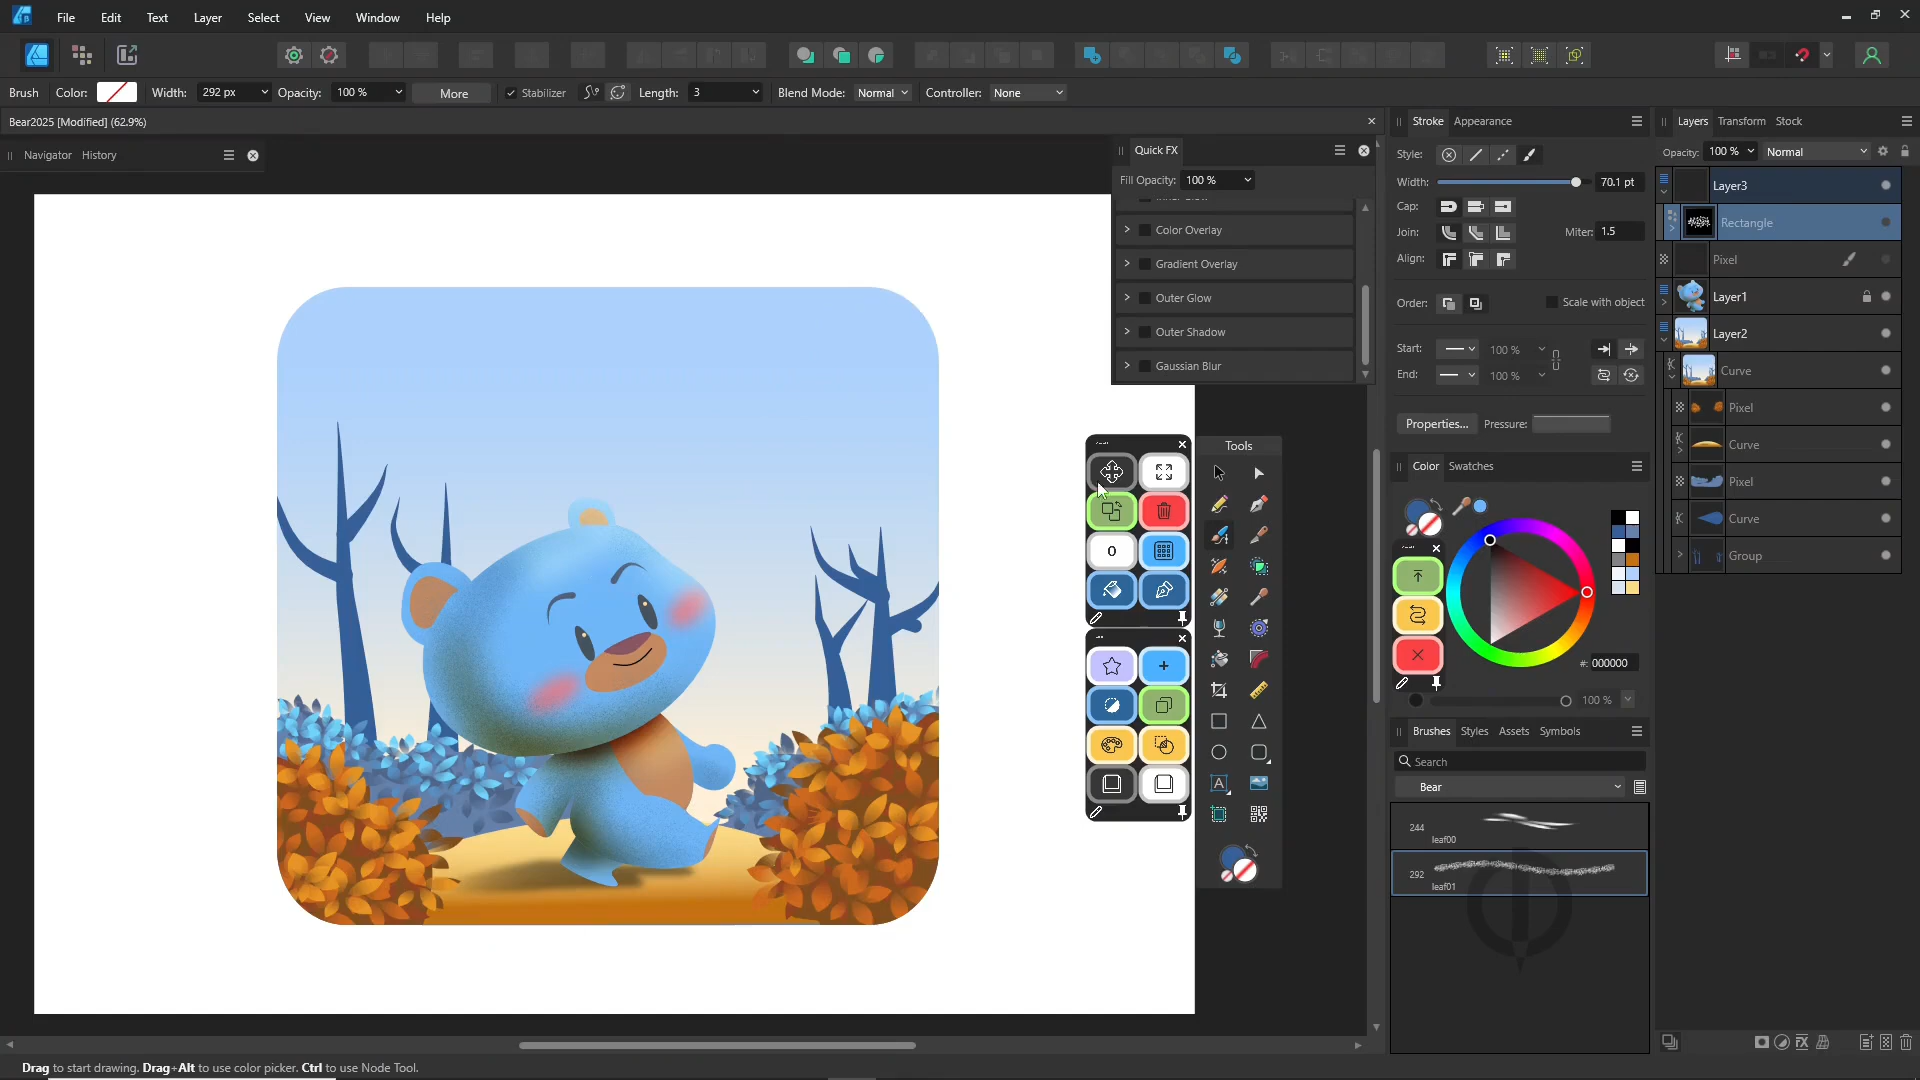 File Edit Text Layer Select View Window Help
Brush Color: Width: 292 px Opacity: 100 % More Stabilizer Length: 3 Blend Mode: Normal Controller: None
Bear2025 [Modified] (62.9%)
Navigator History
Quick FX
Fill Opacity: 100 %
Color Overlay
Gradient Overlay
Outer Glow
Outer Shadow
Gaussian Blur
Tools
0
Stroke Appearance
Style:
Width: 70.1 pt
Cap:
Join: Miter: 1.5
Align:
Order: Scale with object
Start: 100 %
End: 100 %
Properties... Pressure:
Color Swatches
#: 000000
100 %
Brushes Styles Assets Symbols
Search
Bear
244
leaf00
292
leaf01
Layers Transform Stock
Opacity: 100 % Normal
Layer3
Rectangle
Pixel
Layer1
Layer2
Curve
Pixel
Curve
Pixel
Curve
Group
Drag to start drawing. Drag+Alt to use color picker. Ctrl to use Node Tool.